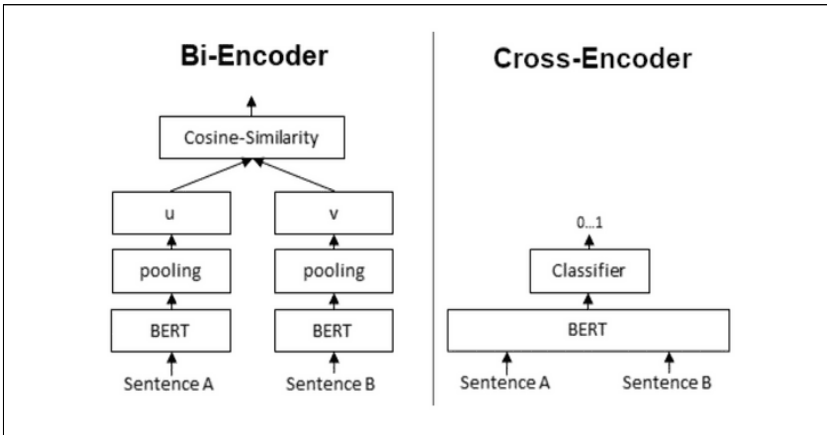 Bi-Encoder
Cosine-Similarity
u v
pooling pooling
BERT BERT
Sentence A Sentence B
Cross-Encoder
0...1
Classifier
BERT
Sentence A Sentence B